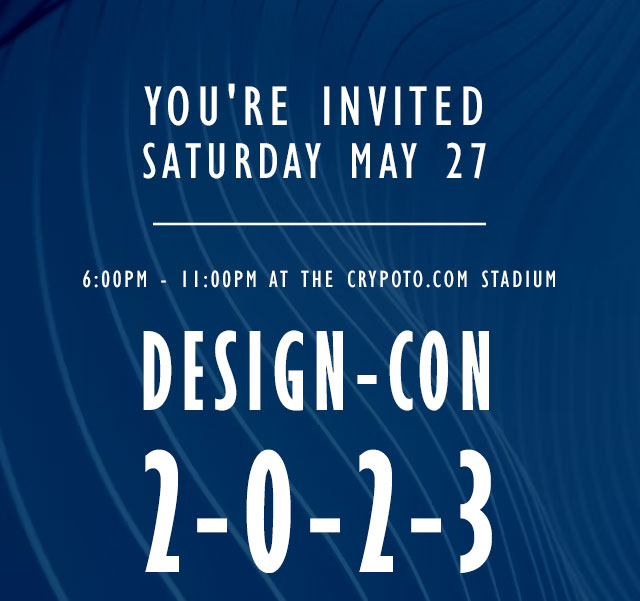 YOU'RE INVITED
SATURDAY MAY 27
6:00PM - 11:00PM AT THE CRYPOTO.COM STADIUM
DESIGN-CON
2-0-2-3